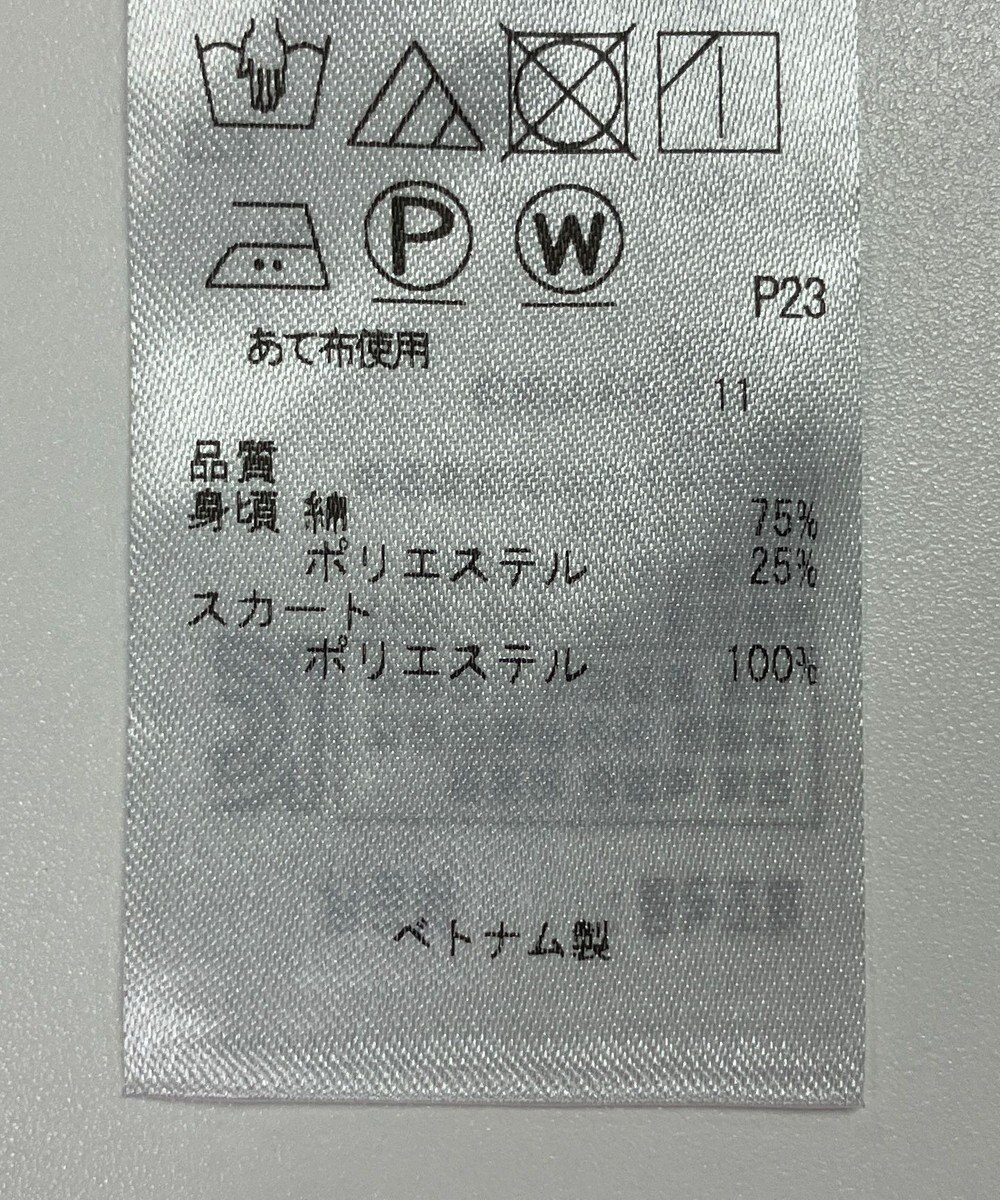 P W
P23
あて布使用
11
品質
身頃 綿 75%
ポリエステル 25%
スカート
ポリエステル 100%
ベトナム製